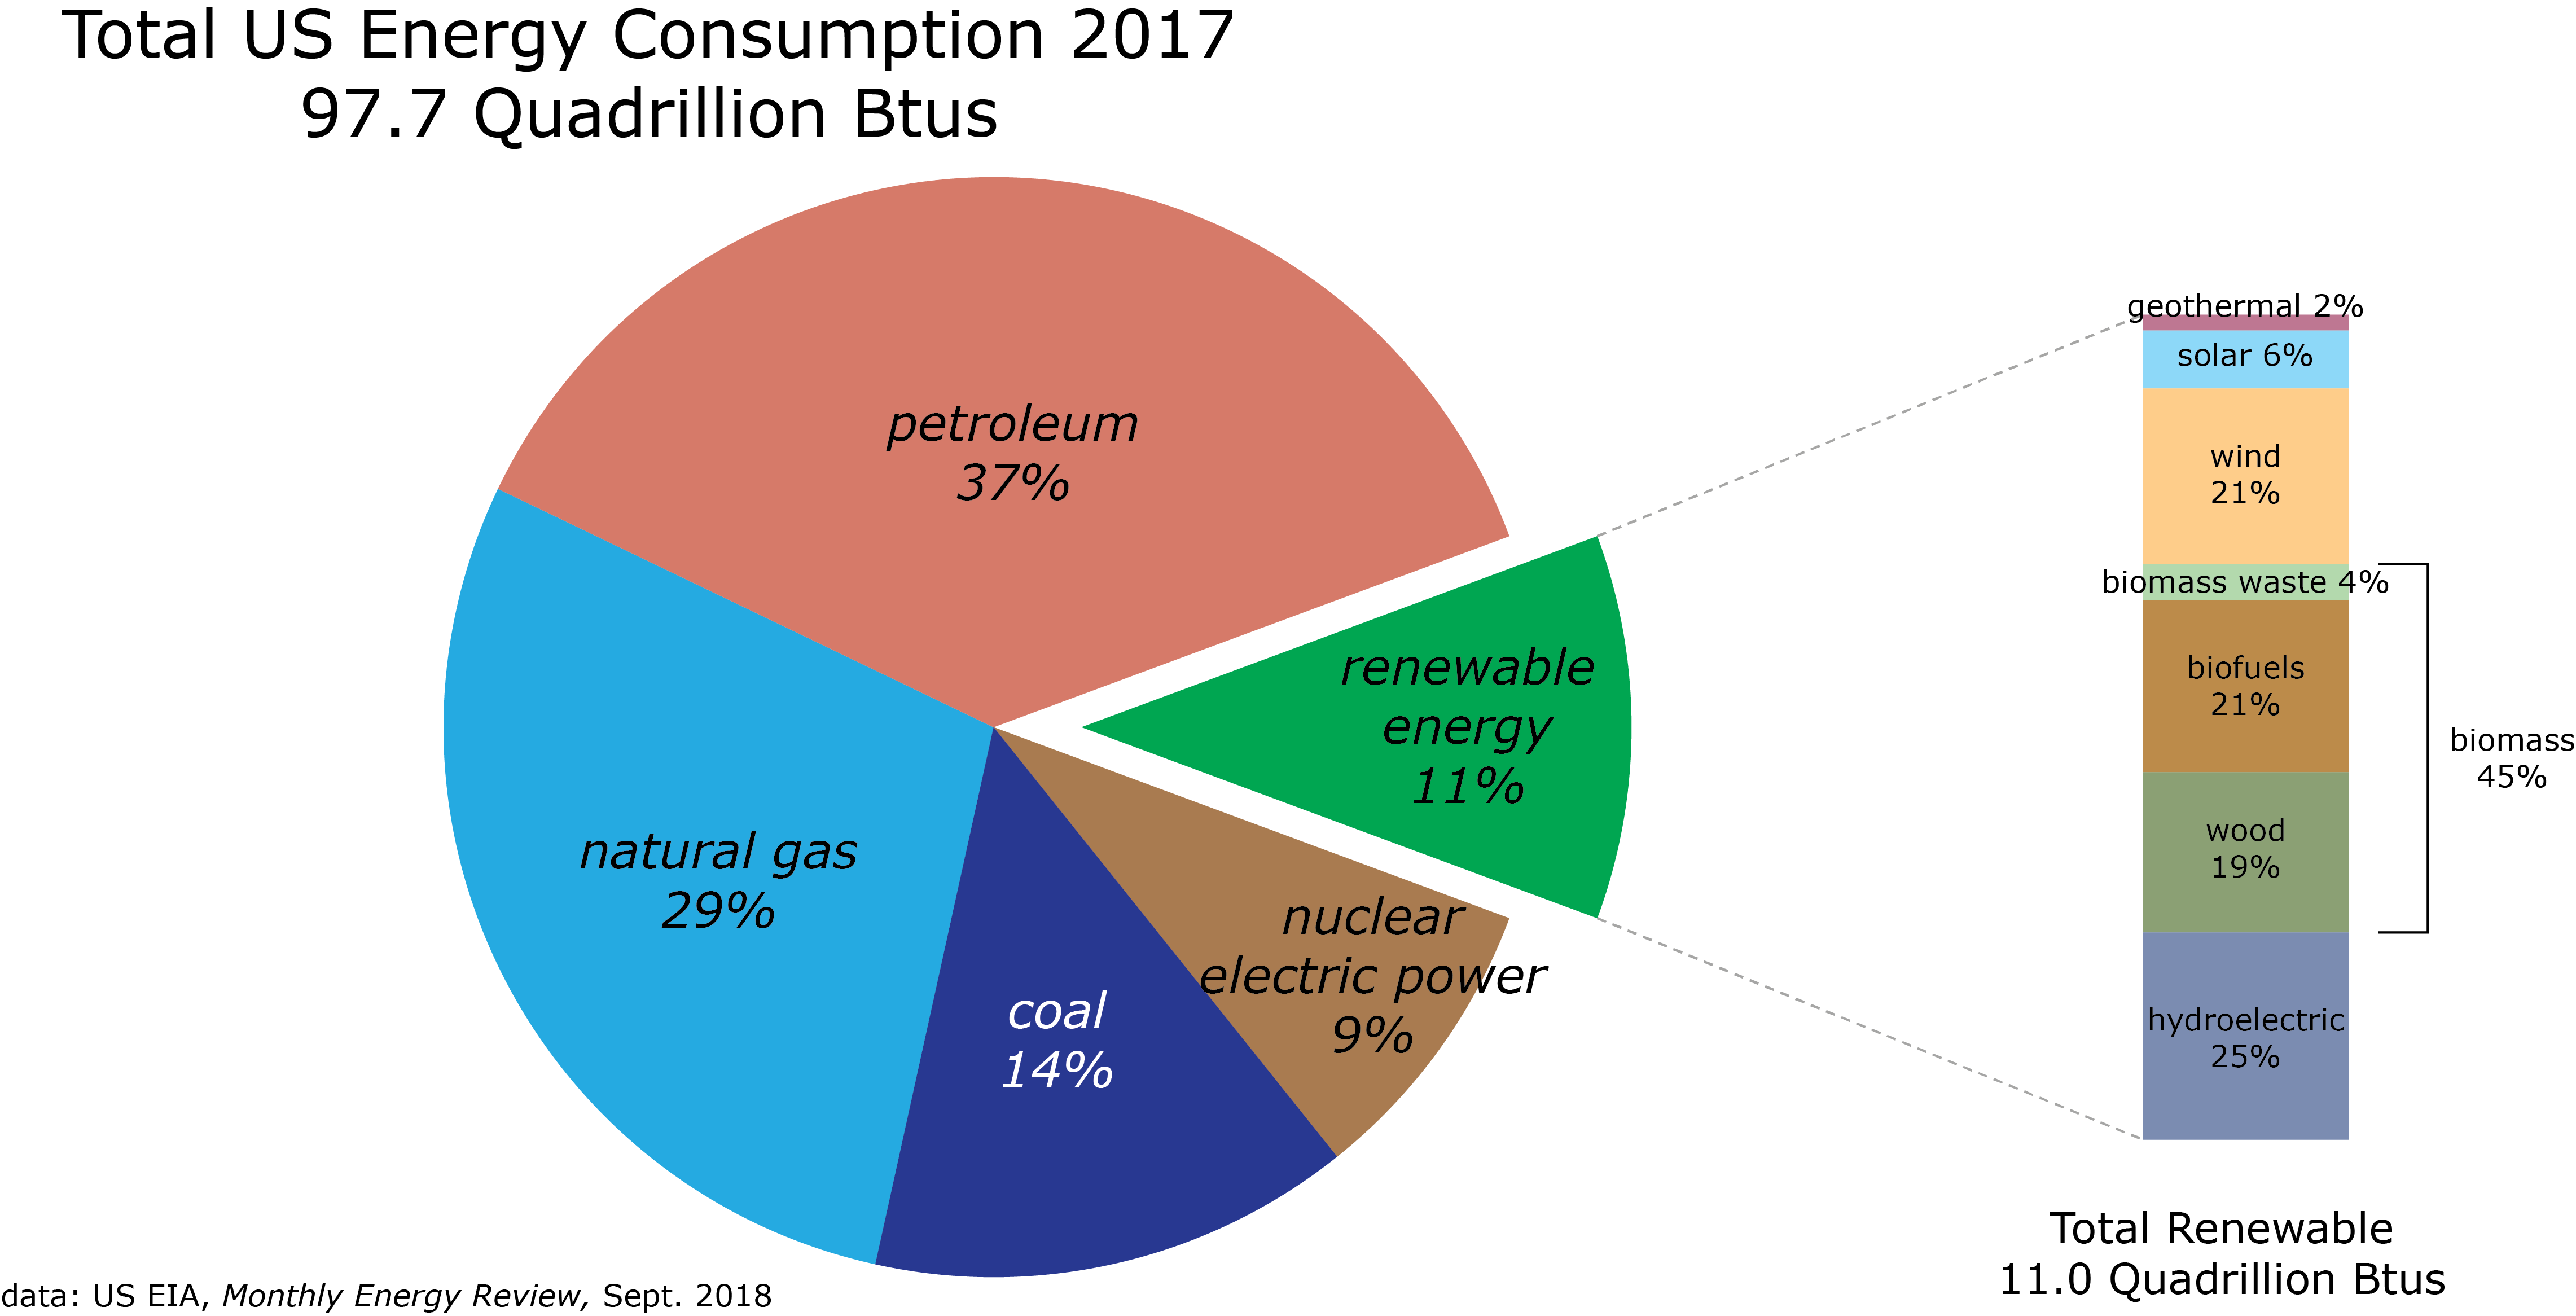 Total US Energy Consumption 2017
97.7 Quadrillion Btus
petroleum
37%
renewable
energy
11%
natural gas
29%
nuclear
electric power
9%
coal
14%
geothermal 2%
solar 6%
wind
21%
biomass waste 4%
biofuels
21%
biomass
45%
wood
19%
hydroelectric
25%
Total Renewable
11.0 Quadrillion Btus
data: US EIA, Monthly Energy Review, Sept. 2018